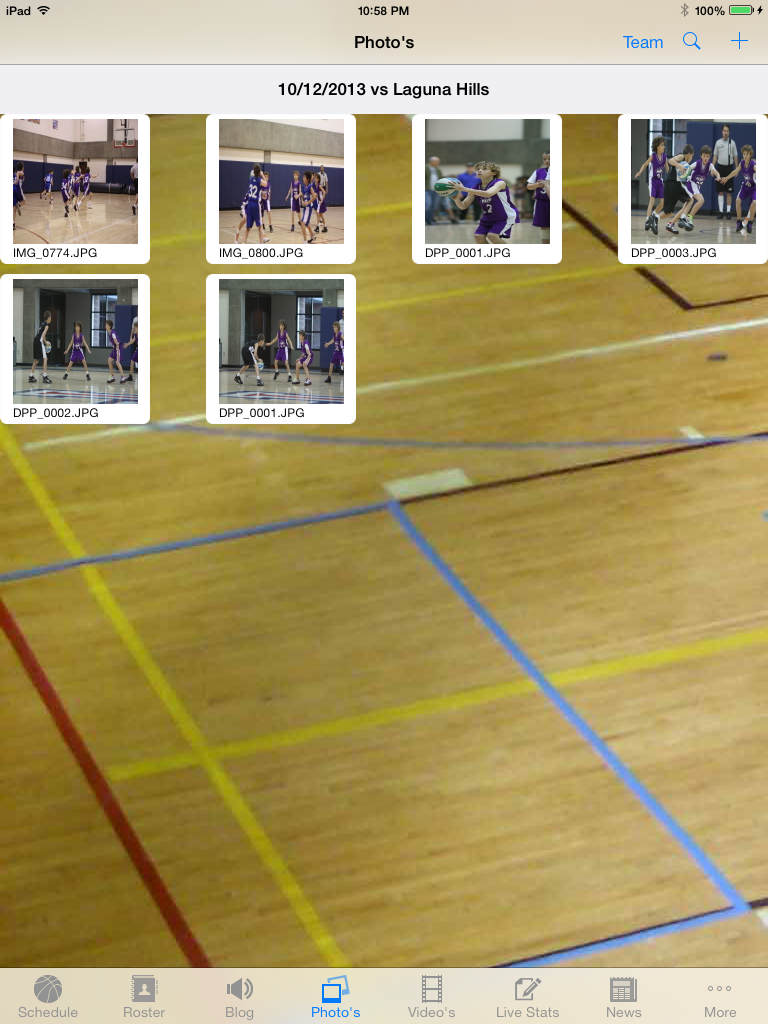 iPad 10:58 PM 100%
Photo's Team
10/12/2013 vs Laguna Hills
IMG_0774.JPG IMG_0800.JPG DPP_0001.JPG DPP_0003.JPG
DPP_0002.JPG DPP_0001.JPG
Schedule Roster Blog Photo's Video's Live Stats News More